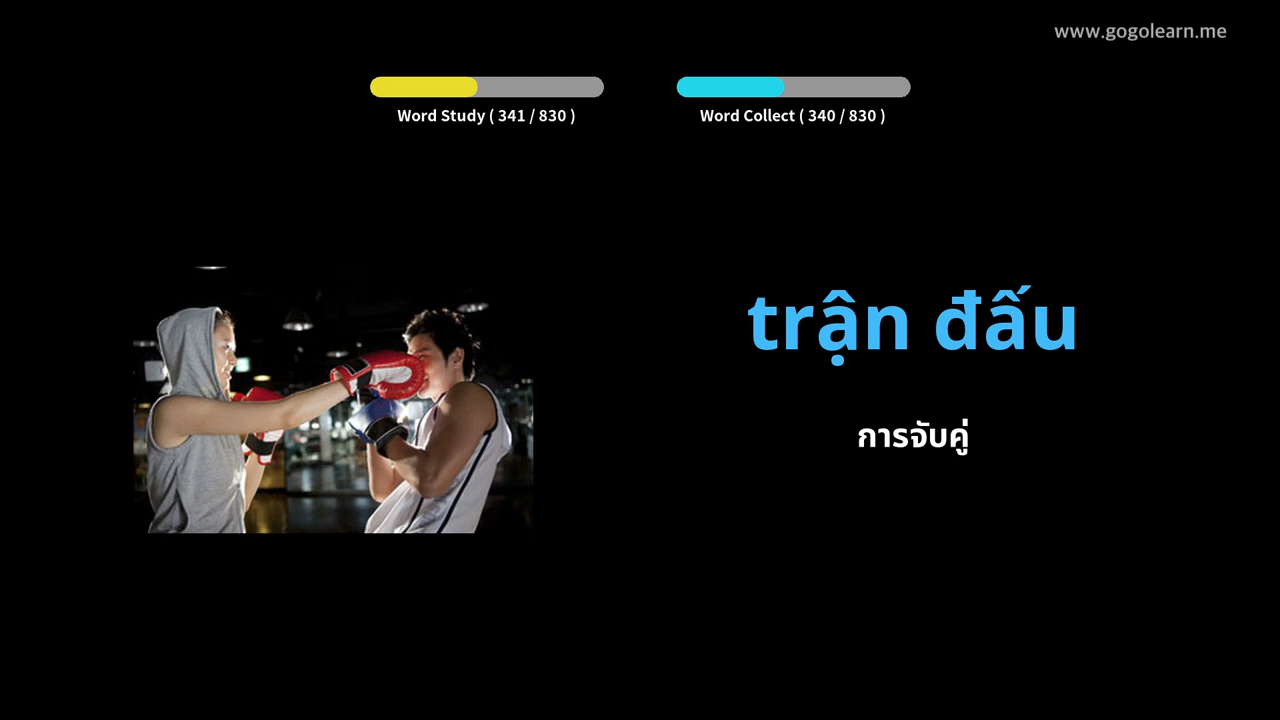 www.gogolearn.me
Word Study ( 341 / 830 )
Word Collect ( 340 / 830 )
trận đấu
การจับคู่